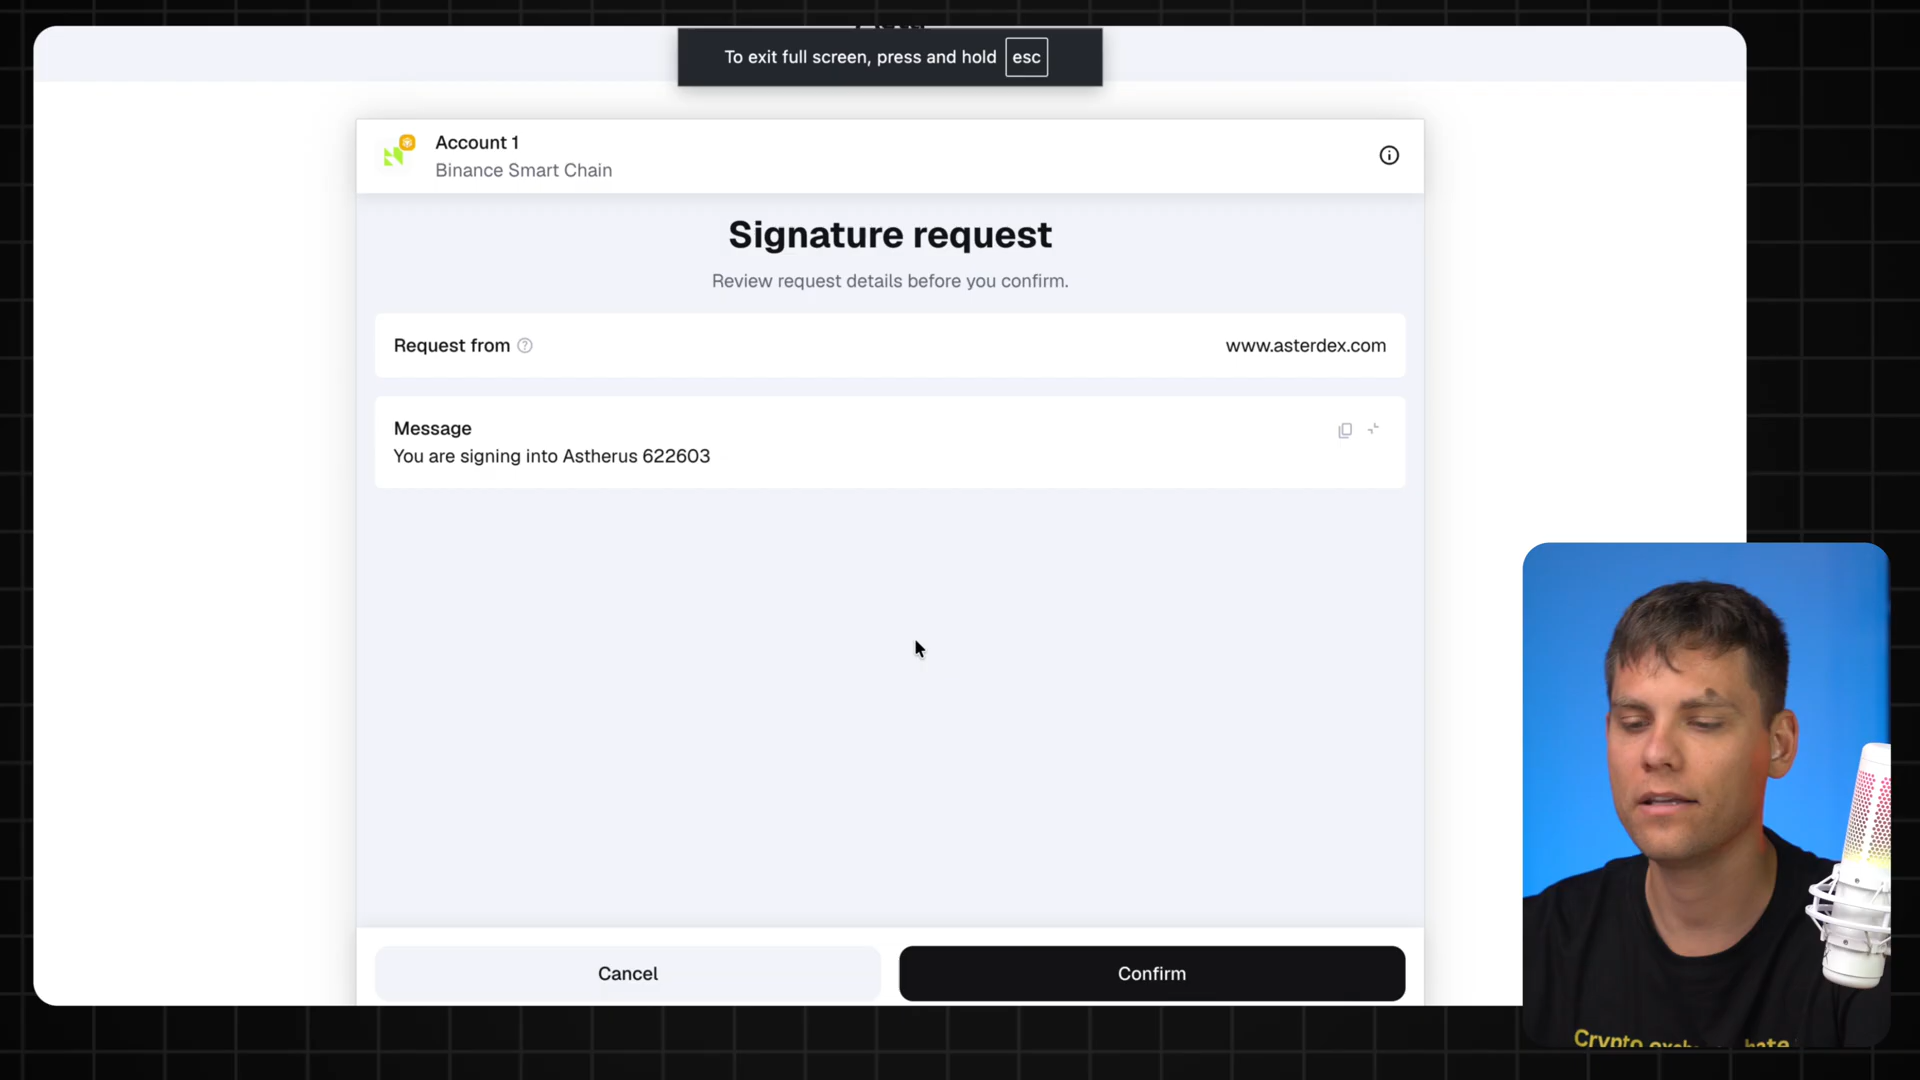 To exit full screen, press and hold esc
Account 1
Binance Smart Chain
Signature request
Review request details before you confirm.
Request from
www.asterdex.com
Message
You are signing into Astherus 622603
Cancel
Confirm
Crypto